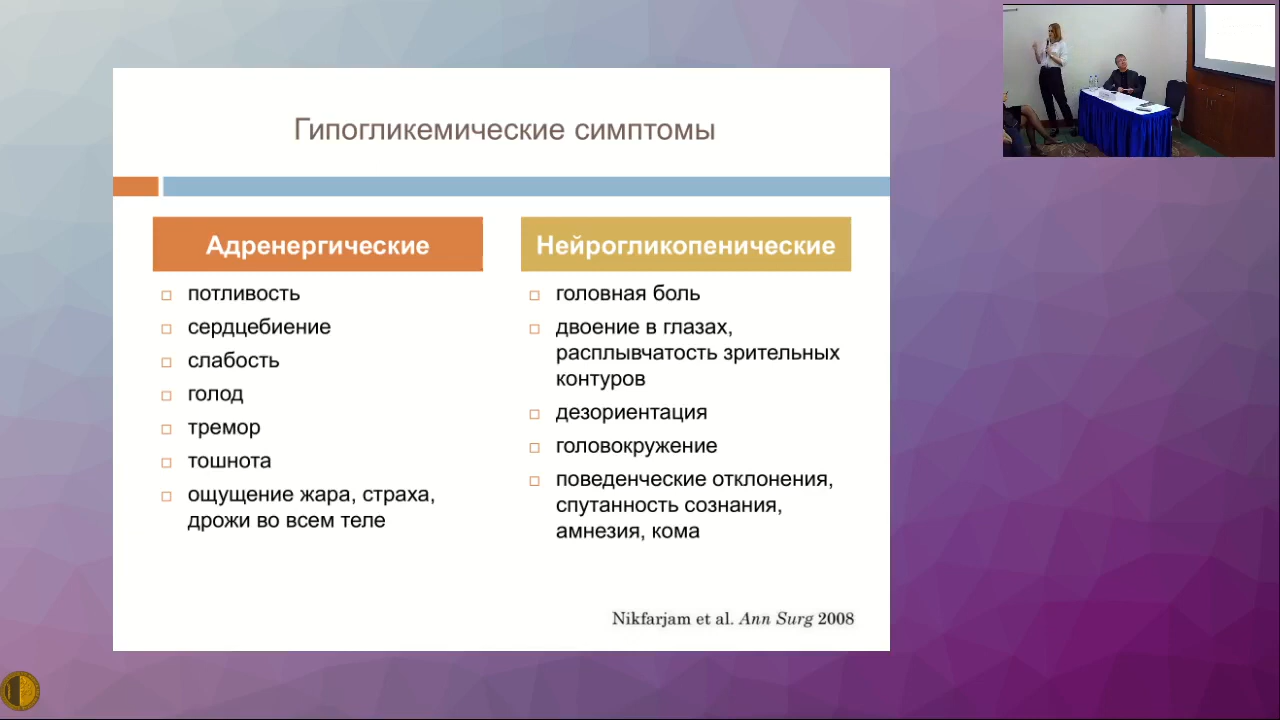 Гипогликемические симптомы
Адренергические
потливость
сердцебиение
слабость
голод
тремор
тошнота
ощущение жара, страха,
дрожи во всем теле
Нейрогликопенические
головная боль
двоение в глазах,
расплывчатость зрительных
контуров
дезориентация
головокружение
поведенческие отклонения,
спутанность сознания,
амнезия, кома
Nikfarjam et al. Ann Surg 2008